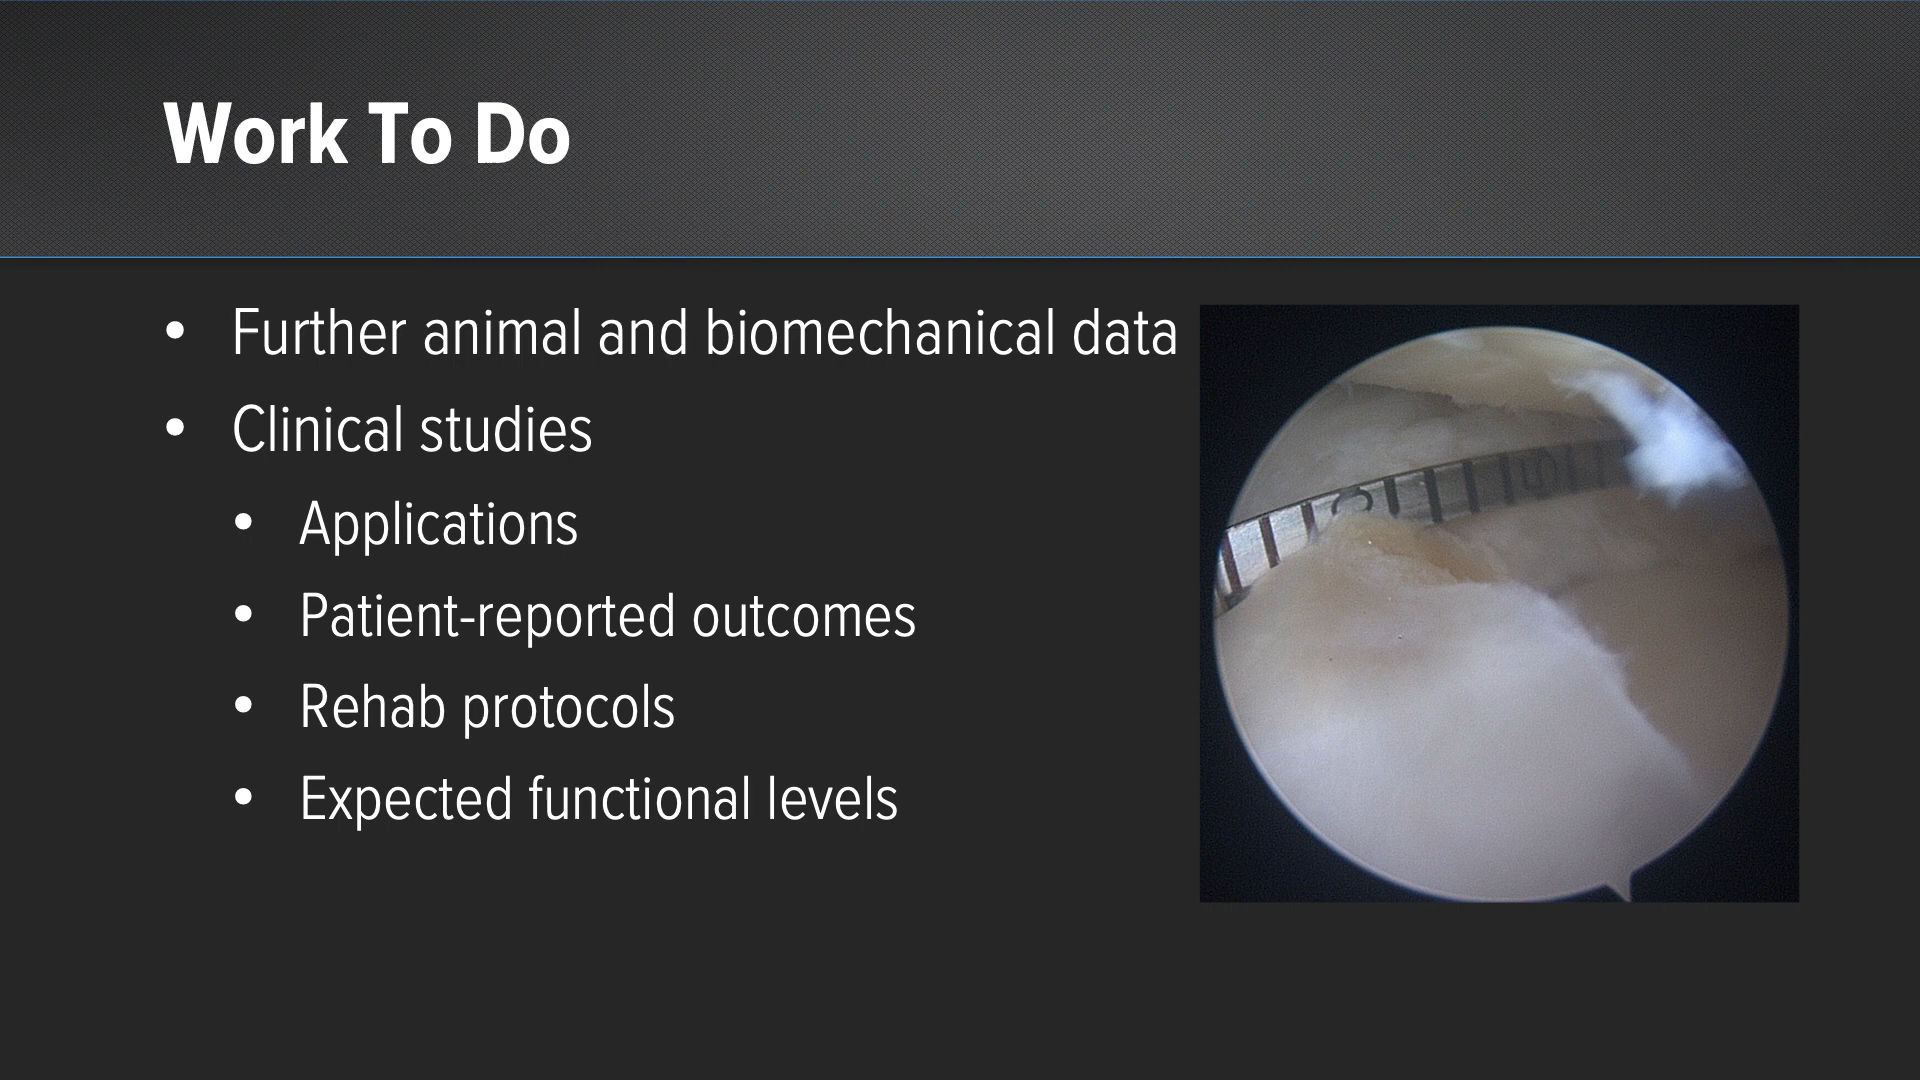 Work To Do
• Further animal and biomechanical data
• Clinical studies
• Applications
• Patient-reported outcomes
• Rehab protocols
• Expected functional levels